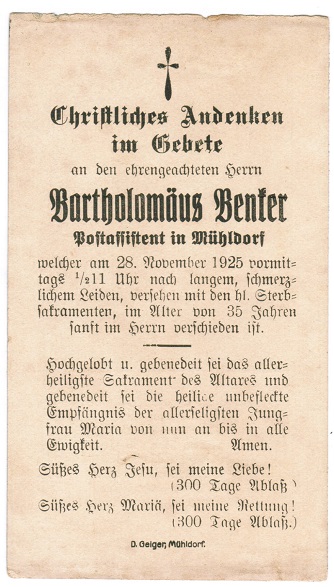 Christliches Andenken
im Gebete
an den ehrengeachteten Herrn
Bartholomäus Benker
Postassistent in Mühldorf
welcher am 28. November 1925 vormit-
tags ½11 Uhr nach langem, schmerz-
lichem Leiden, versehen mit den hl. Sterb-
sakramenten, im Alter von 35 Jahren
sanft im Herrn verschieden ist.
Hochgelobt u. gebenedeit sei das aller-
heiligste Sakrament des Altares und
gebenedeit sei die heilige unbefleckte
Empfängnis der allerseligsten Jung-
frau Maria von nun an bis in alle
Ewigkeit. Amen.
Süßes Herz Jesu, sei meine Liebe!
(300 Tage Ablaß)
Süßes Herz Mariä, sei meine Rettung!
(300 Tage Ablaß.)
D. Geiger, Mühldorf.